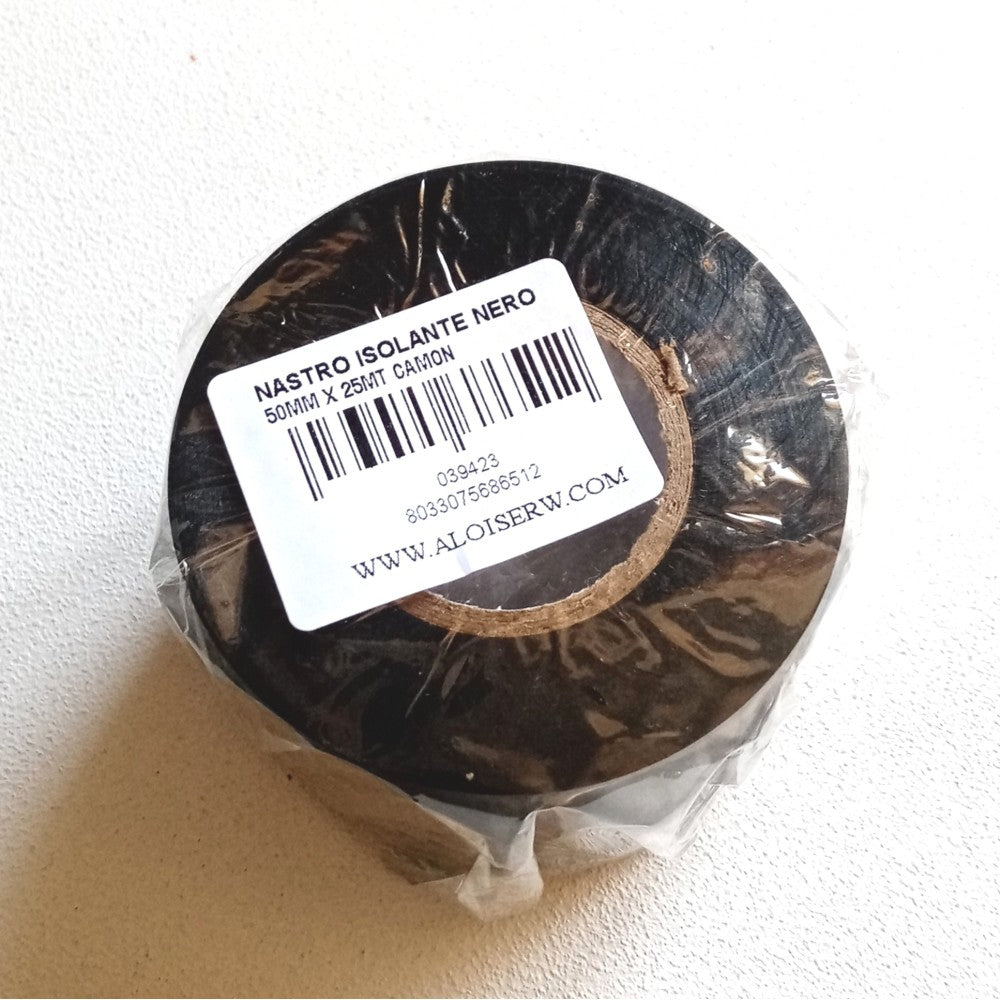 NASTRO ISOLANTE NERO
50MM X 25MT CAMON
039423
8033075686512
WWW.ALOISERW.COM